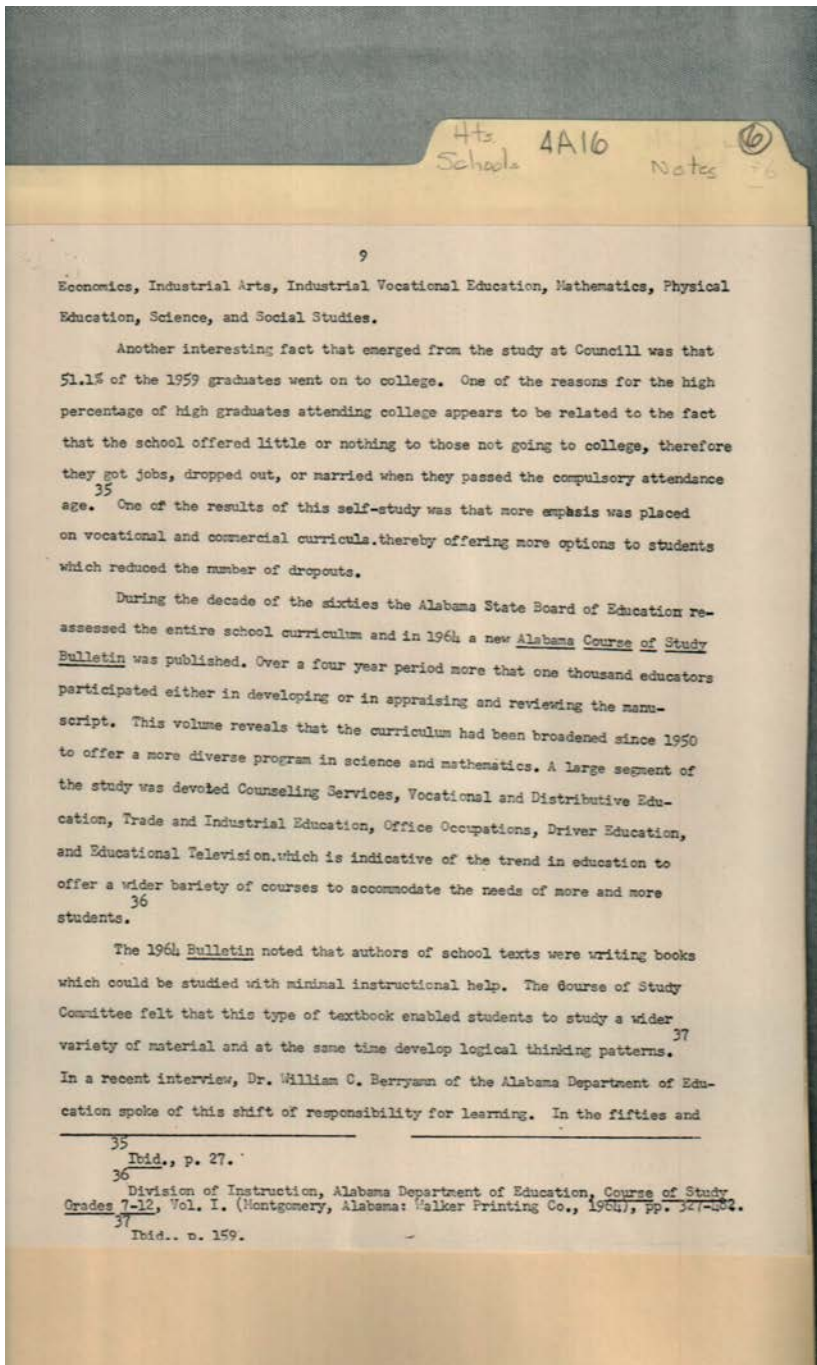 Hts. 4A16 6
Schools Notes
9
Economics, Industrial Arts, Industrial Vocational Education, Mathematics, Physical
Education, Science, and Social Studies.
Another interesting fact that emerged from the study at Councill was that
51.1% of the 1959 graduates went on to college. One of the reasons for the high
percentage of high graduates attending college appears to be related to the fact
that the school offered little or nothing to those not going to college, therefore
they got jobs, dropped out, or married when they passed the compulsory attendance
age.35 One of the results of this self-study was that more emphsis was placed
on vocational and commercial curricula.thereby offering more options to students
which reduced the number of dropouts.
During the decade of the sixties the Alabama State Board of Education re-
assessed the entire school curriculum and in 1964 a new Alabama Course of Study
Bulletin was published. Over a four year period more that one thousand educators
participated either in developing or in appraising and reviewing the manu-
script. This volume reveals that the curriculum had been broadened since 1950
to offer a more diverse program in science and mathematics. A large segment of
the study was devoted Counseling Services, Vocational and Distributive Edu-
cation, Trade and Industrial Education, Office Occupations, Driver Education,
and Educational Television.which is indicative of the trend in education to
offer a wider bariety of courses to accommodate the needs of more and more
students.36
The 1964 Bulletin noted that authors of school texts were writing books
which could be studied with minimal instructional help. The Course of Study
Committee felt that this type of textbook enabled students to study a wider
variety of material and at the same time develop logical thinking patterns.37
In a recent interview, Dr. William C. Berryann of the Alabama Department of Edu-
cation spoke of this shift of responsibility for learning. In the fifties and
35
Ibid., p. 27.
36
Division of Instruction, Alabama Department of Education, Course of Study
Grades 7-12, Vol. I. (Montgomery, Alabama: Walker Printing Co., 1964), pp. 327-482.
37
Ibid., p. 159.